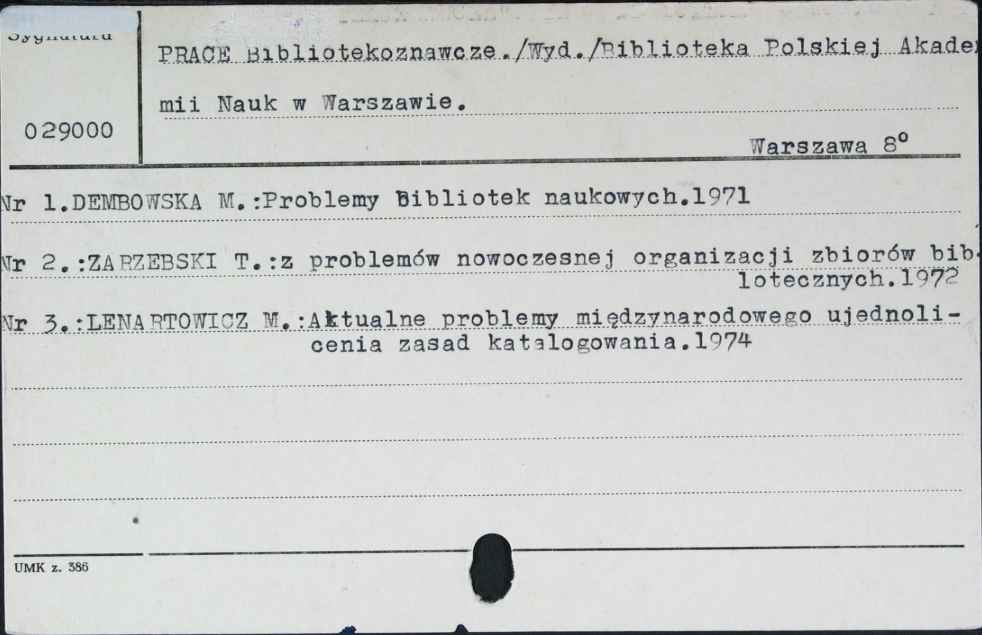 Sygnatura
PRACE Bibliotekoznawcze./Wyd./Biblioteka Polskiej Akade
mii Nauk w Warszawie.
029000
Warszawa 8°
Nr 1.DEMBOWSKA M.:Problemy Bibliotek naukowych.1971
Nr 2.:ZARZEBSKI T.:z problemów nowoczesnej organizacji zbiorów bib
lotecznych.1972
Nr 3.:LENARTOWICZ M.:Aktualne problemy międzynarodowego ujednoli-
cenia zasad katalogowania.1974
UMK z. 386